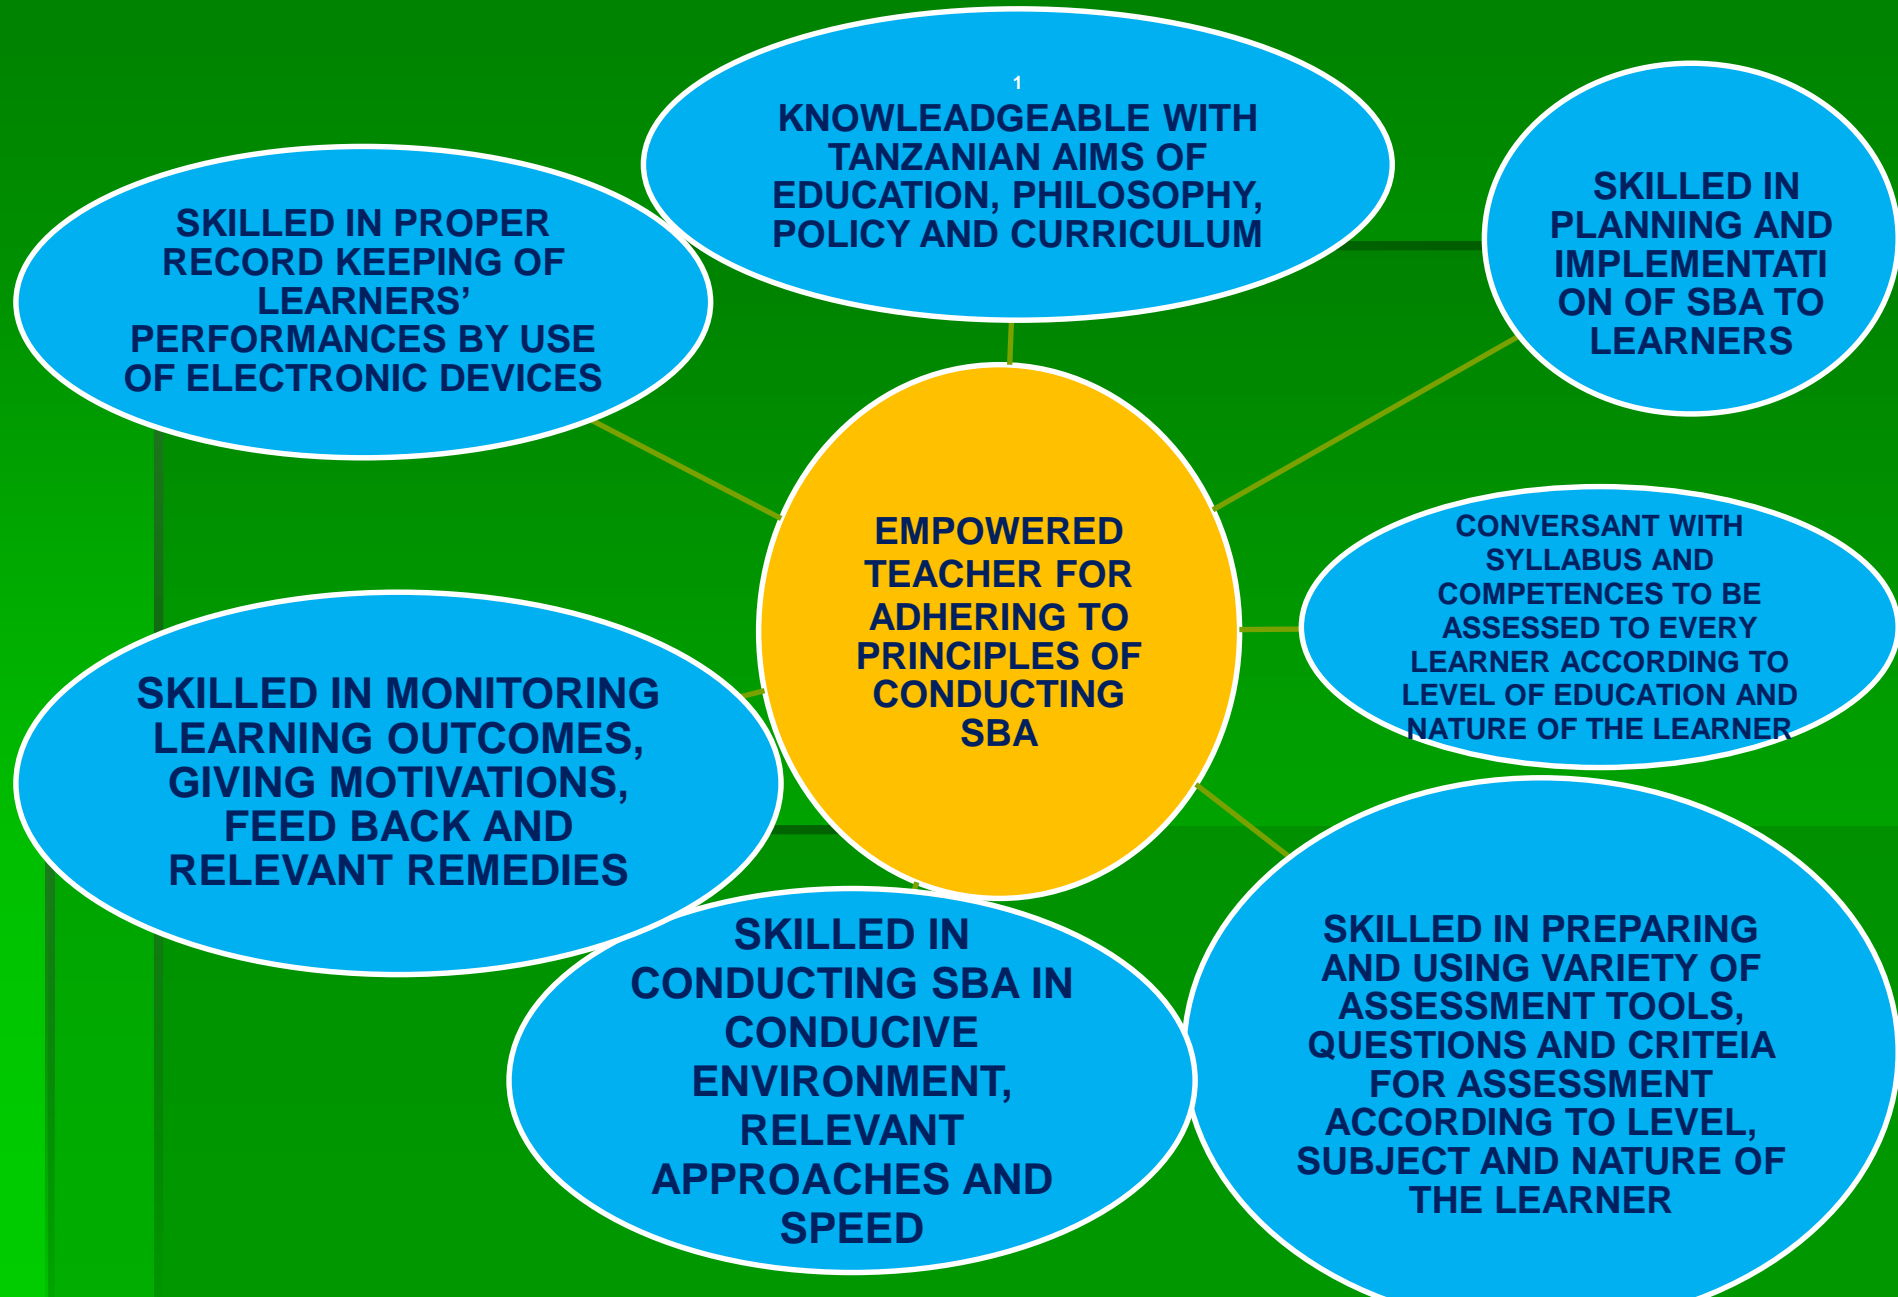 1
KNOWLEADGEABLE WITH
TANZANIAN AIMS OF
EDUCATION, PHILOSOPHY,
POLICY AND CURRICULUM
SKILLED IN
PLANNING AND
IMPLEMENTATI
ON OF SBA TO
LEARNERS
CONVERSANT WITH
SYLLABUS AND
COMPETENCES TO BE
ASSESSED TO EVERY
LEARNER ACCORDING TO
LEVEL OF EDUCATION AND
NATURE OF THE LEARNER
SKILLED IN PREPARING
AND USING VARIETY OF
ASSESSMENT TOOLS,
QUESTIONS AND CRITEIA
FOR ASSESSMENT
ACCORDING TO LEVEL,
SUBJECT AND NATURE OF
THE LEARNER
SKILLED IN
CONDUCTING SBA IN
CONDUCIVE
ENVIRONMENT,
RELEVANT
APPROACHES AND
SPEED
SKILLED IN MONITORING
LEARNING OUTCOMES,
GIVING MOTIVATIONS,
FEED BACK AND
RELEVANT REMEDIES
SKILLED IN PROPER
RECORD KEEPING OF
LEARNERS’
PERFORMANCES BY USE
OF ELECTRONIC DEVICES
EMPOWERED
TEACHER FOR
ADHERING TO
PRINCIPLES OF
CONDUCTING
SBA